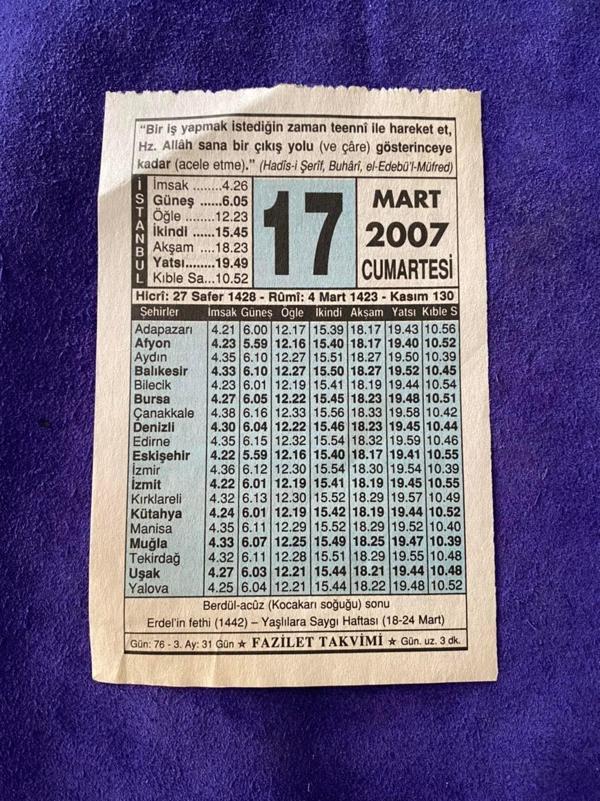 “Bir iş yapmak istediğin zaman teennî ile hareket et,
Hz. Allâh sana bir çıkış yolu (ve çâre) gösterinceye
kadar (acele etme).” (Hadîs-i Şerîf, Buhârî, el-Edebü’l-Müfred)
İSTANBUL
İmsak ........4.26
Güneş ......6.05
Öğle ........12.23
İkindi ......15.45
Akşam ....18.23
Yatsı........19.49
Kıble Sa...10.52
17
MART
2007
CUMARTESİ
Hicrî: 27 Safer 1428 - Rûmî: 4 Mart 1423 - Kasım 130
Şehirler İmsak Güneş Öğle İkindi Akşam Yatsı Kıble S
Adapazarı 4.21 6.00 12.17 15.39 18.17 19.43 10.56
Afyon 4.23 5.59 12.16 15.40 18.17 19.40 10.52
Aydın 4.35 6.10 12.27 15.51 18.27 19.50 10.39
Balıkesir 4.33 6.10 12.27 15.50 18.27 19.52 10.45
Bilecik 4.23 6.01 12.19 15.41 18.19 19.44 10.54
Bursa 4.27 6.05 12.22 15.45 18.23 19.48 10.51
Çanakkale 4.38 6.16 12.33 15.56 18.33 19.58 10.42
Denizli 4.30 6.04 12.22 15.46 18.23 19.45 10.44
Edirne 4.35 6.15 12.32 15.54 18.32 19.59 10.46
Eskişehir 4.22 5.59 12.16 15.40 18.17 19.41 10.55
İzmir 4.36 6.12 12.30 15.54 18.30 19.54 10.39
İzmit 4.22 6.01 12.19 15.41 18.19 19.45 10.55
Kırklareli 4.32 6.13 12.30 15.52 18.29 19.57 10.49
Kütahya 4.24 6.01 12.19 15.42 18.19 19.44 10.52
Manisa 4.35 6.11 12.29 15.52 18.29 19.52 10.40
Muğla 4.33 6.07 12.25 15.49 18.25 19.47 10.39
Tekirdağ 4.32 6.11 12.28 15.51 18.29 19.55 10.48
Uşak 4.27 6.03 12.21 15.44 18.21 19.44 10.48
Yalova 4.25 6.04 12.21 15.44 18.22 19.48 10.52
Berdül-acûz (Kocakarı soğuğu) sonu
Erdel’in fethi (1442) – Yaşlılara Saygı Haftası (18-24 Mart)
Gün: 76 - 3. Ay: 31 Gün ★ FAZİLET TAKVİMİ ★ Gün. uz. 3 dk.